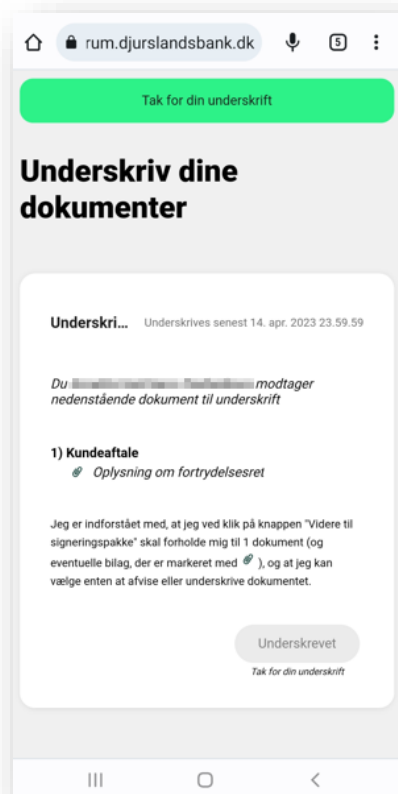 rum.djurslandsbank.dk
5
Tak for din underskrift
Underskriv dine
dokumenter
Underskri... Underskrives senest 14. apr. 2023 23.59.59
Du modtager
nedenstående dokument til underskrift
1) Kundeaftale
Oplysning om fortrydelsesret
Jeg er indforstået med, at jeg ved klik på knappen "Videre til
signeringspakke" skal forholde mig til 1 dokument (og
eventuelle bilag, der er markeret med ), og at jeg kan
vælge enten at afvise eller underskrive dokumentet.
Underskrevet
Tak for din underskrift